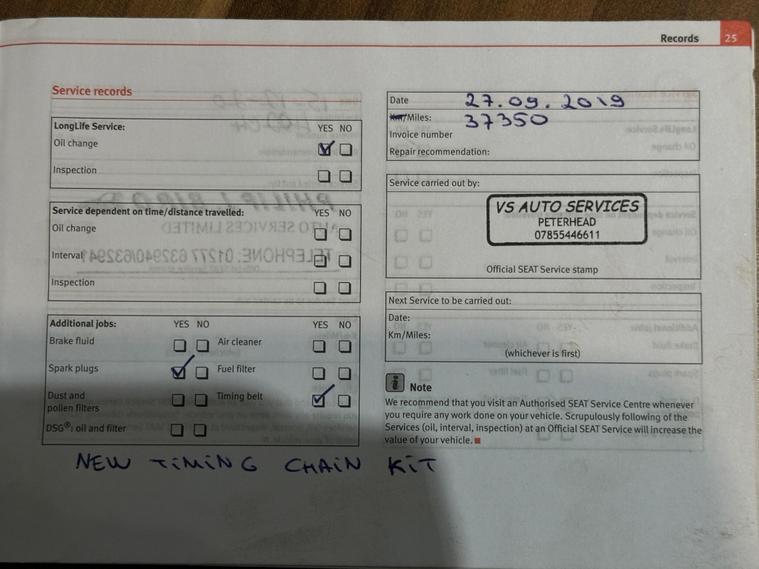 Records 25
Service records
LongLife Service: YES NO
Oil change
Inspection
Service dependent on time/distance travelled: YES NO
Oil change
Interval
Inspection
Additional jobs: YES NO YES NO
Brake fluid Air cleaner
Spark plugs Fuel filter
Dust and
pollen filters Timing belt
DSG®: oil and filter
NEW TIMING CHAIN KIT
Date 27.09.2019
Km/Miles: 37350
Invoice number
Repair recommendation:
Service carried out by:
VS AUTO SERVICES
PETERHEAD
07855446611
Official SEAT Service stamp
Next Service to be carried out:
Date:
Km/Miles:
(whichever is first)
i Note
We recommend that you visit an Authorised SEAT Service Centre whenever
you require any work done on your vehicle. Scrupulously following of the
Services (oil, interval, inspection) at an Official SEAT Service will increase the
value of your vehicle.